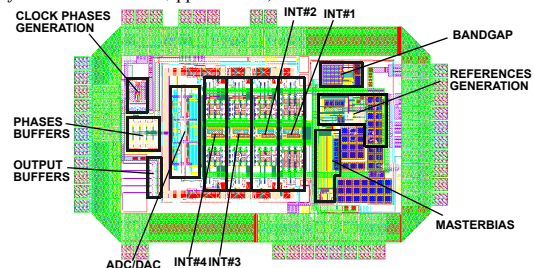 CLOCK PHASES
GENERATION
INT#2
INT#1
BANDGAP
REFERENCES
GENERATION
PHASES
BUFFERS
OUTPUT
BUFFERS
MASTERBIAS
ADC/DAC
INT#4
INT#3